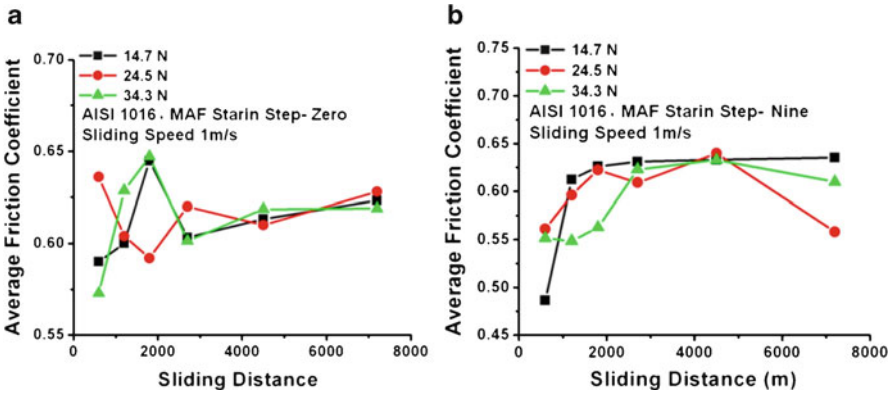 a
14.7 N
24.5 N
34.3 N
AISI 1016, MAF Starin Step-Zero
Sliding Speed 1m/s
Average Friction Coefficient
0.70
0.65
0.60
0.55
0 2000 4000 6000 8000
Sliding Distance
b
14.7 N
24.5 N
34.3 N
AISI 1016, MAF Starin Step- Nine
Sliding Speed 1m/s
Average Friction Coefficient
0.75
0.70
0.65
0.60
0.55
0.50
0.45
0 2000 4000 6000 8000
Sliding Distance (m)